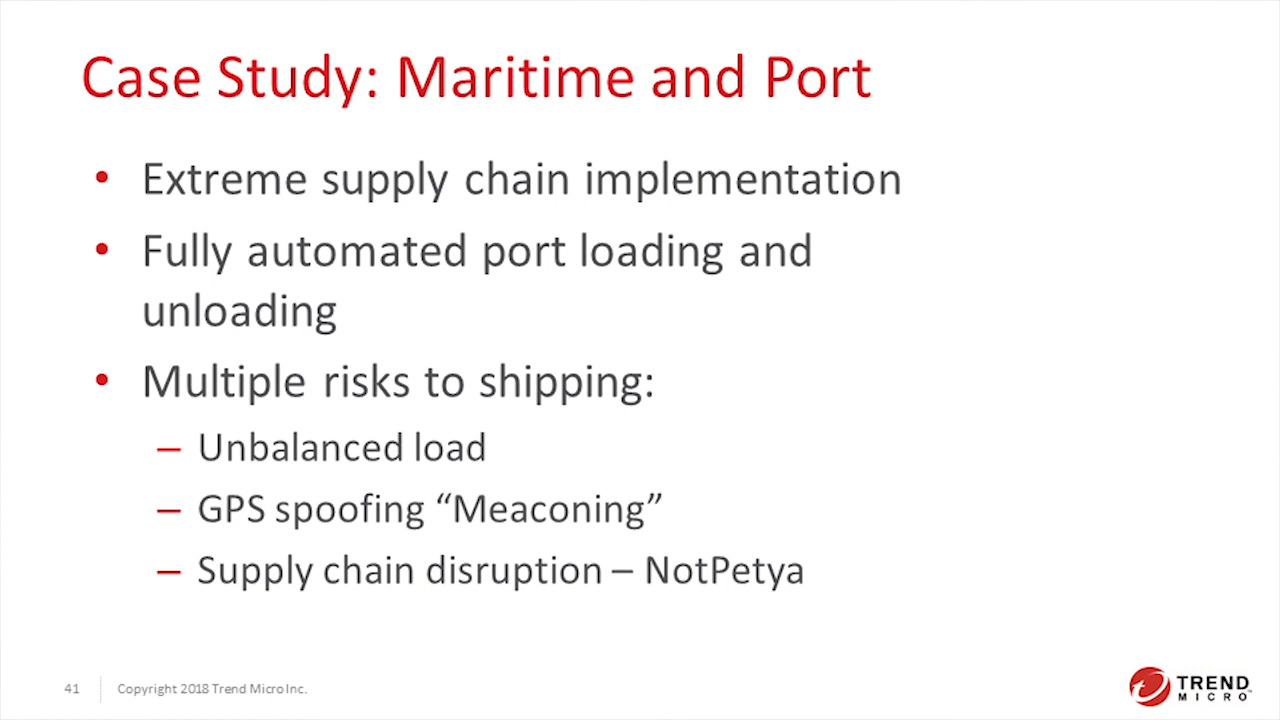 Case Study: Maritime and Port
• Extreme supply chain implementation
• Fully automated port loading and
unloading
• Multiple risks to shipping:
– Unbalanced load
– GPS spoofing “Meaconing”
– Supply chain disruption – NotPetya
41
Copyright 2018 Trend Micro Inc.
TREND
MICRO™